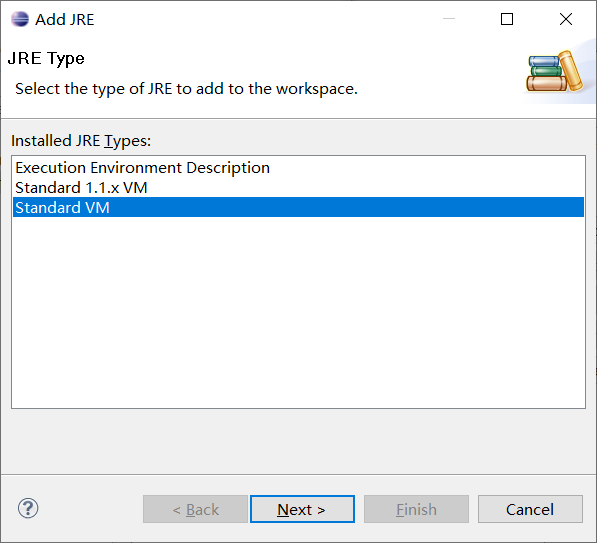 Add JRE
JRE Type
Select the type of JRE to add to the workspace.
Installed JRE Types:
Execution Environment Description
Standard 1.1.x VM
Standard VM
?
< Back
Next >
Finish
Cancel